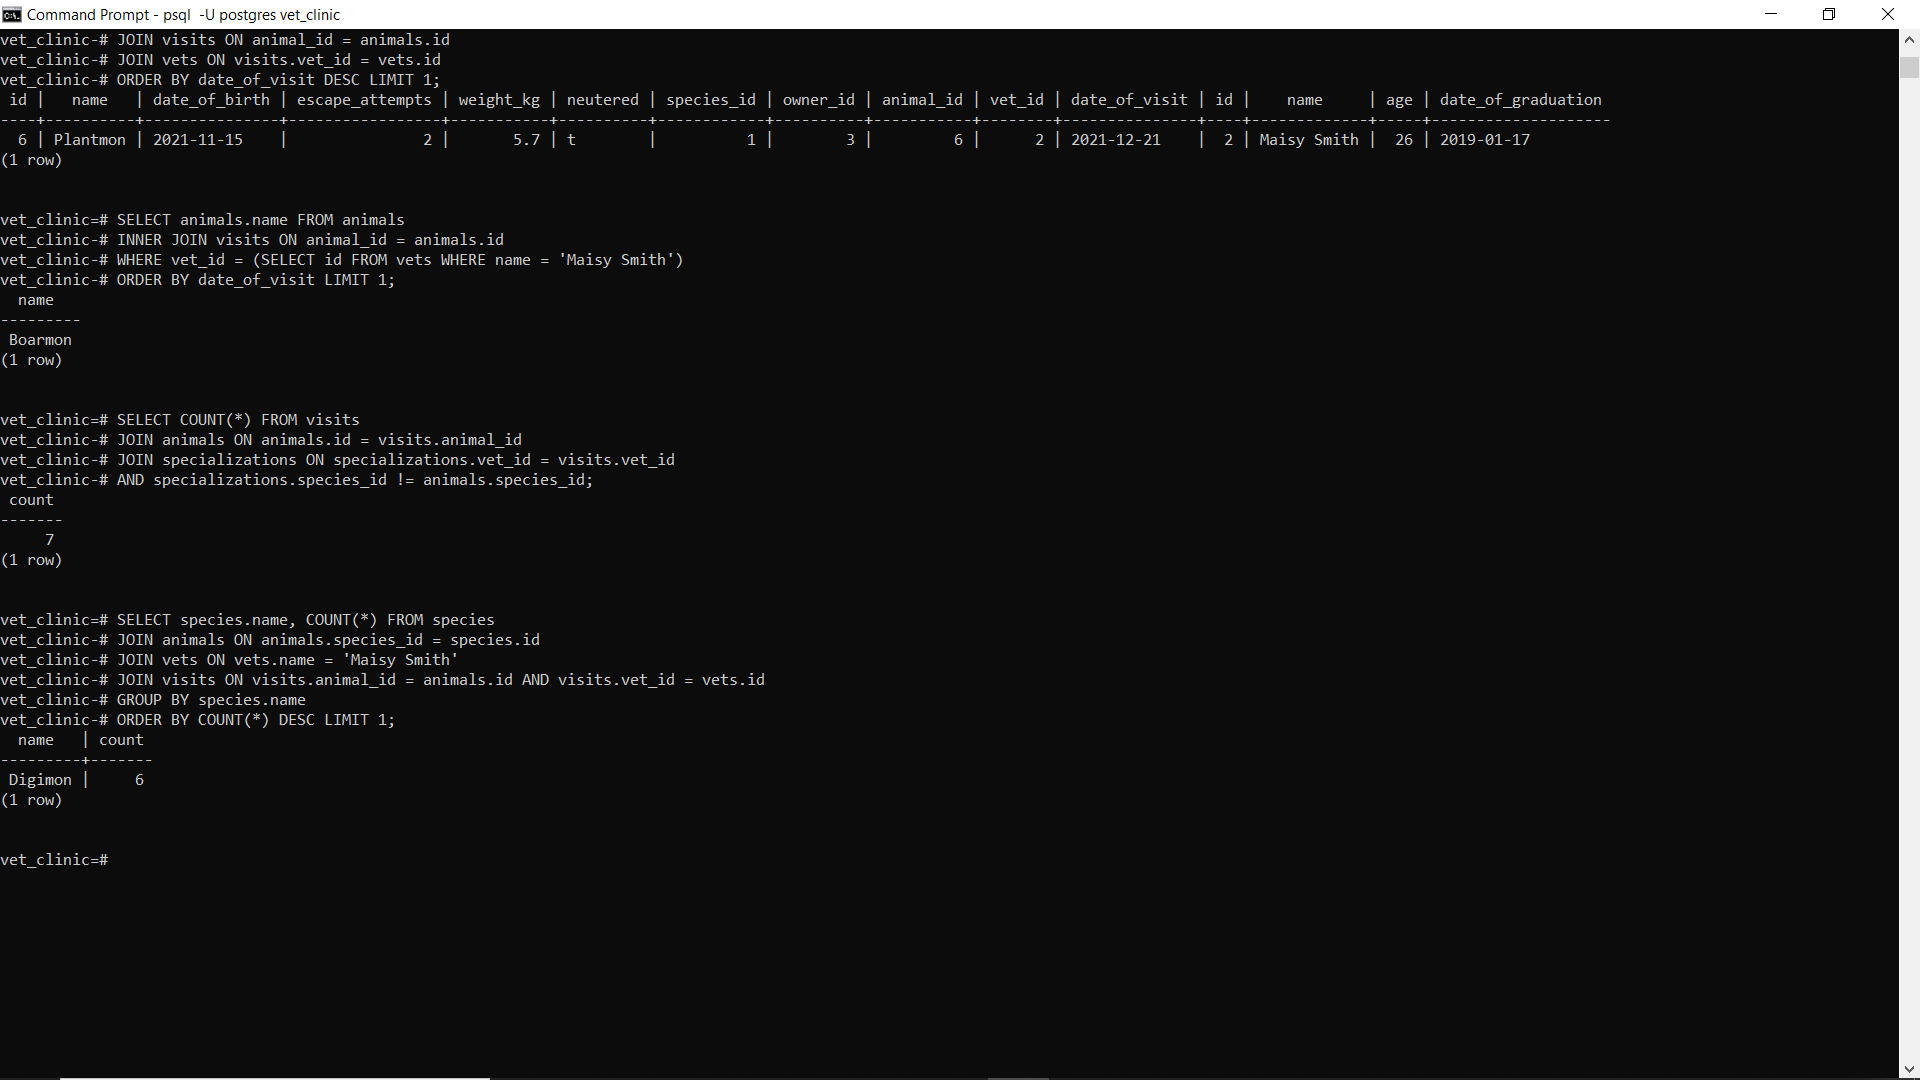 Command Prompt - psql  -U postgres vet_clinic
vet_clinic-# JOIN visits ON animal_id = animals.id
vet_clinic-# JOIN vets ON visits.vet_id = vets.id
vet_clinic-# ORDER BY date_of_visit DESC LIMIT 1;
 id |   name   | date_of_birth | escape_attempts | weight_kg | neutered | species_id | owner_id | animal_id | vet_id | date_of_visit | id |    name     | age | date_of_graduation
----+----------+---------------+-----------------+-----------+----------+------------+----------+-----------+--------+---------------+----+-------------+-----+--------------------
  6 | Plantmon | 2021-11-15    |               2 |       5.7 | t        |          1 |        3 |         6 |      2 | 2021-12-21    |  2 | Maisy Smith |  26 | 2019-01-17
(1 row)
vet_clinic=# SELECT animals.name FROM animals
vet_clinic-# INNER JOIN visits ON animal_id = animals.id
vet_clinic-# WHERE vet_id = (SELECT id FROM vets WHERE name = 'Maisy Smith')
vet_clinic-# ORDER BY date_of_visit LIMIT 1;
  name
---------
 Boarmon
(1 row)
vet_clinic=# SELECT COUNT(*) FROM visits
vet_clinic-# JOIN animals ON animals.id = visits.animal_id
vet_clinic-# JOIN specializations ON specializations.vet_id = visits.vet_id
vet_clinic-# AND specializations.species_id != animals.species_id;
 count
-------
     7
(1 row)
vet_clinic=# SELECT species.name, COUNT(*) FROM species
vet_clinic-# JOIN animals ON animals.species_id = species.id
vet_clinic-# JOIN vets ON vets.name = 'Maisy Smith'
vet_clinic-# JOIN visits ON visits.animal_id = animals.id AND visits.vet_id = vets.id
vet_clinic-# GROUP BY species.name
vet_clinic-# ORDER BY COUNT(*) DESC LIMIT 1;
  name   | count
---------+-------
 Digimon |     6
(1 row)
vet_clinic=#